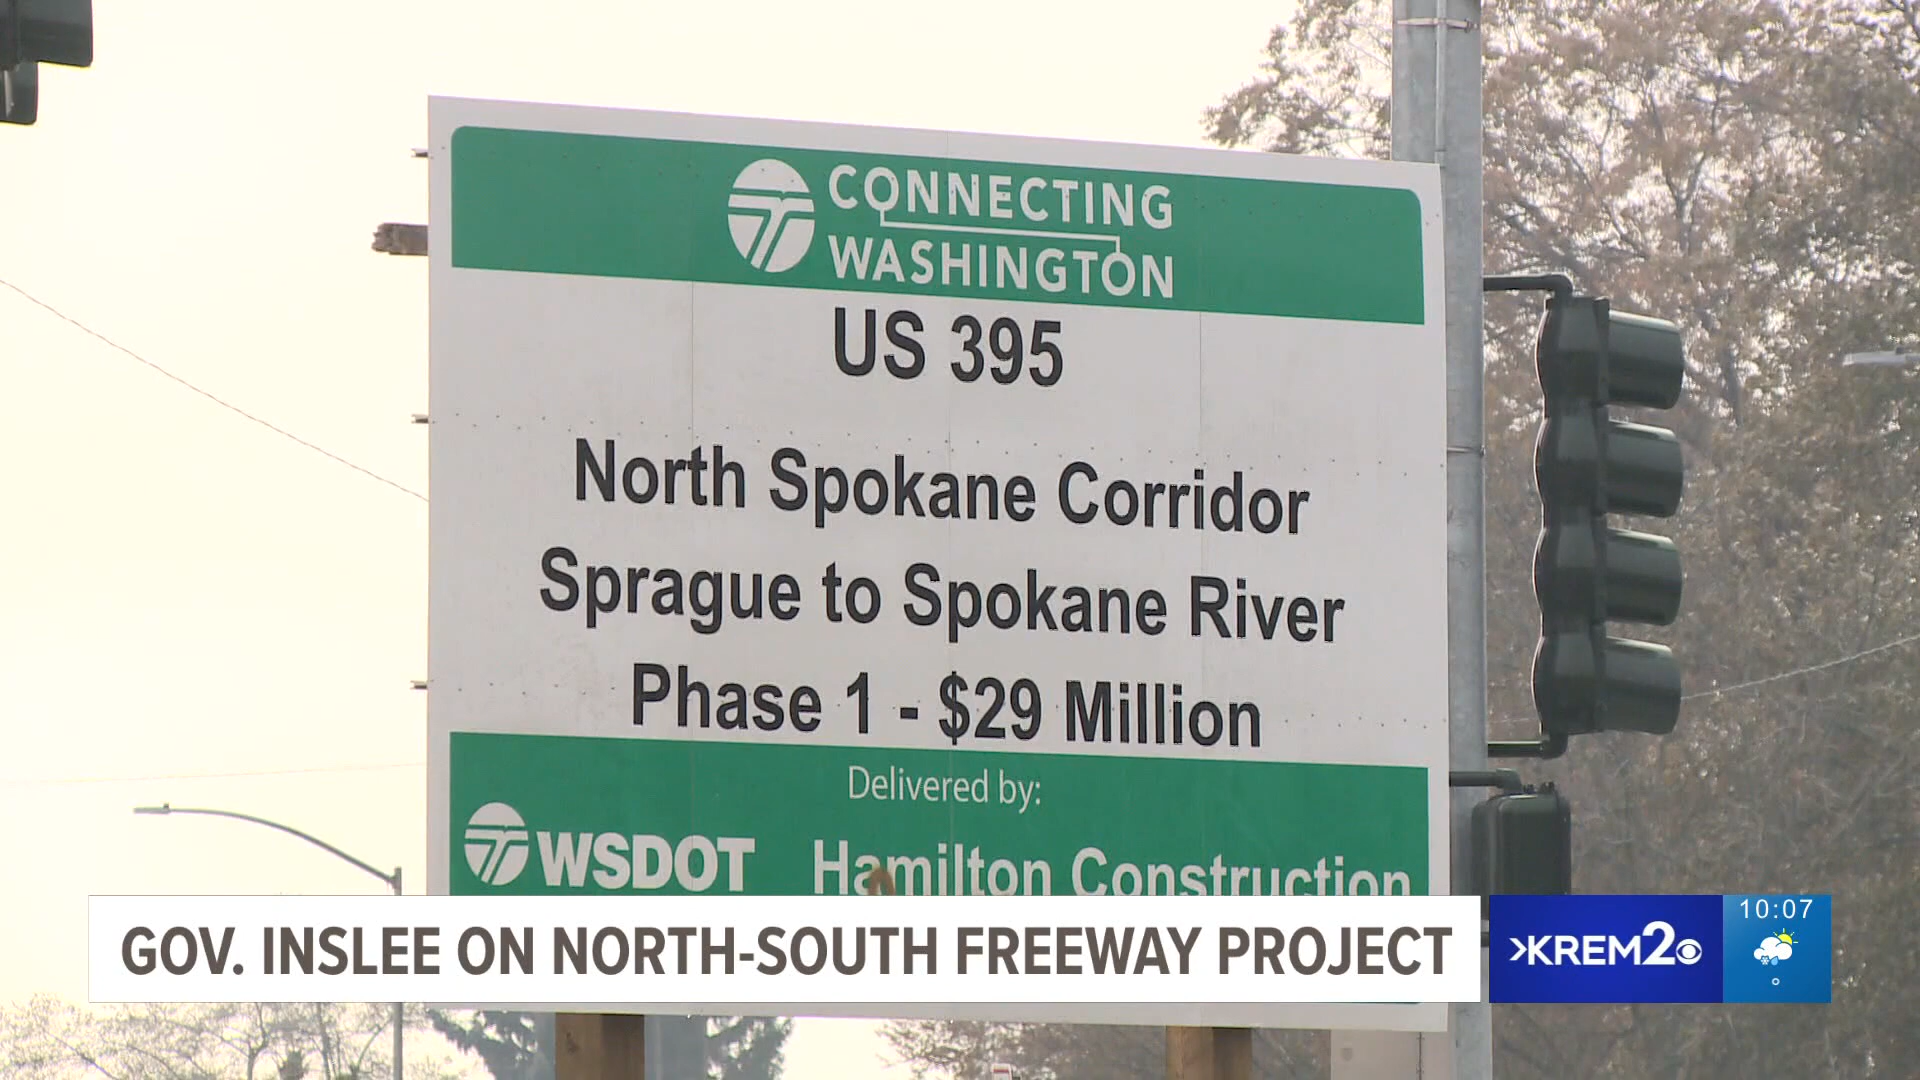 CONNECTING
WASHINGTON
US 395
North Spokane Corridor
Sprague to Spokane River
Phase 1 - $29 Million
Delivered by:
WSDOT Hamilton Construction
GOV. INSLEE ON NORTH-SOUTH FREEWAY PROJECT
KREM2
10:07